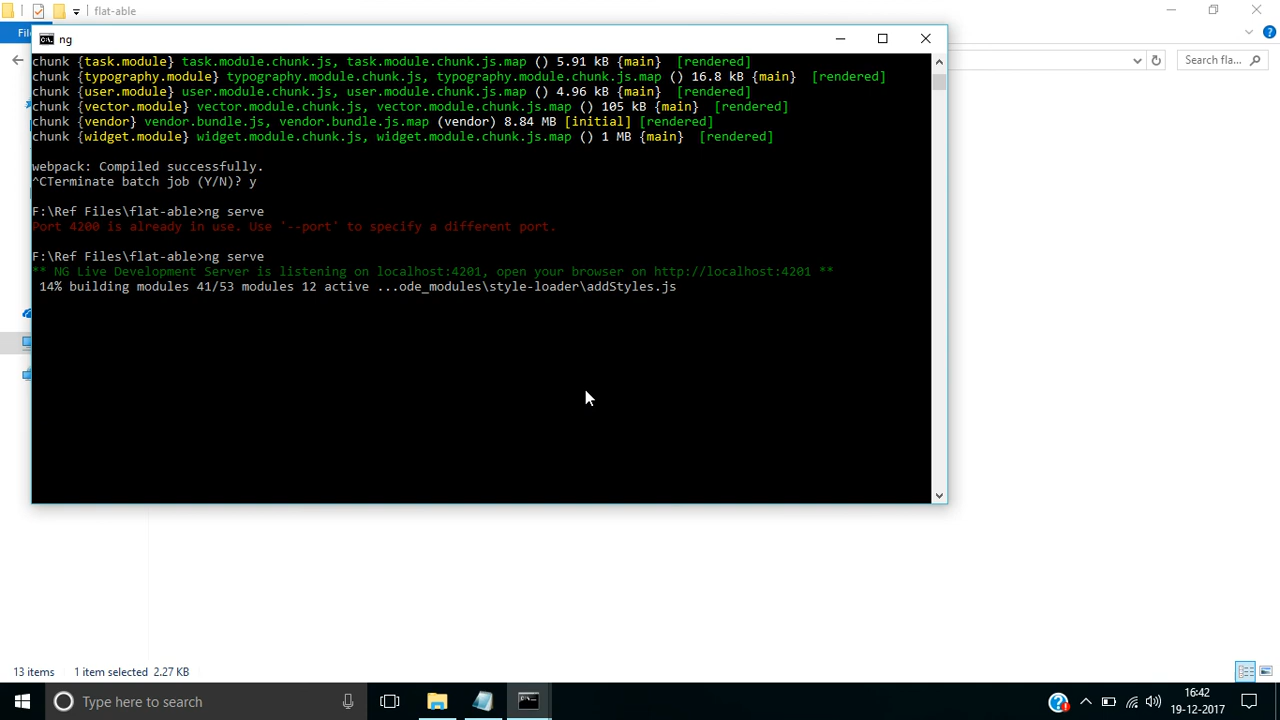 flat-able
Fil
ng
Search fla...
chunk {task.module} task.module.chunk.js, task.module.chunk.js.map () 5.91 kB {main}  [rendered]
chunk {typography.module} typography.module.chunk.js, typography.module.chunk.js.map () 16.8 kB {main}  [rendered]
chunk {user.module} user.module.chunk.js, user.module.chunk.js.map () 4.96 kB {main}  [rendered]
chunk {vector.module} vector.module.chunk.js, vector.module.chunk.js.map () 105 kB {main}  [rendered]
chunk {vendor} vendor.bundle.js, vendor.bundle.js.map (vendor) 8.84 MB [initial] [rendered]
chunk {widget.module} widget.module.chunk.js, widget.module.chunk.js.map () 1 MB {main}  [rendered]
webpack: Compiled successfully.
^CTerminate batch job (Y/N)? y
F:\Ref Files\flat-able>ng serve
Port 4200 is already in use. Use '--port' to specify a different port.
F:\Ref Files\flat-able>ng serve
** NG Live Development Server is listening on localhost:4201, open your browser on http://localhost:4201 **
14% building modules 41/53 modules 12 active ...ode_modules\style-loader\addStyles.js
13 items 1 item selected 2.27 KB
Type here to search
16:42
19-12-2017